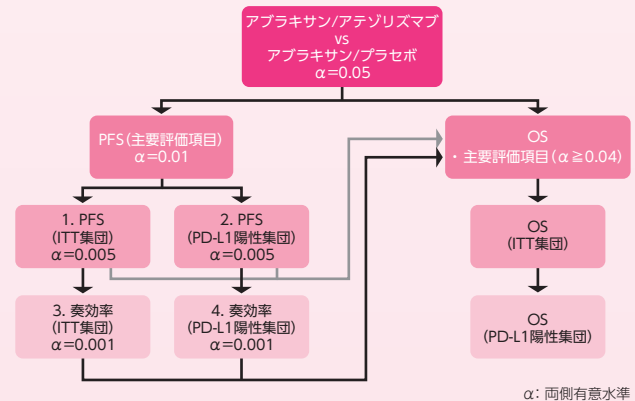 アブラキサン/アテゾリズマブ
vs
アブラキサン/プラセボ
α=0.05
PFS(主要評価項目)
α=0.01
OS
・主要評価項目(α≧0.04)
1. PFS
(ITT集団)
α=0.005
2. PFS
(PD-L1陽性集団)
α=0.005
OS
(ITT集団)
3. 奏効率
(ITT集団)
α=0.001
4. 奏効率
(PD-L1陽性集団)
α=0.001
OS
(PD-L1陽性集団)
α: 両側有意水準